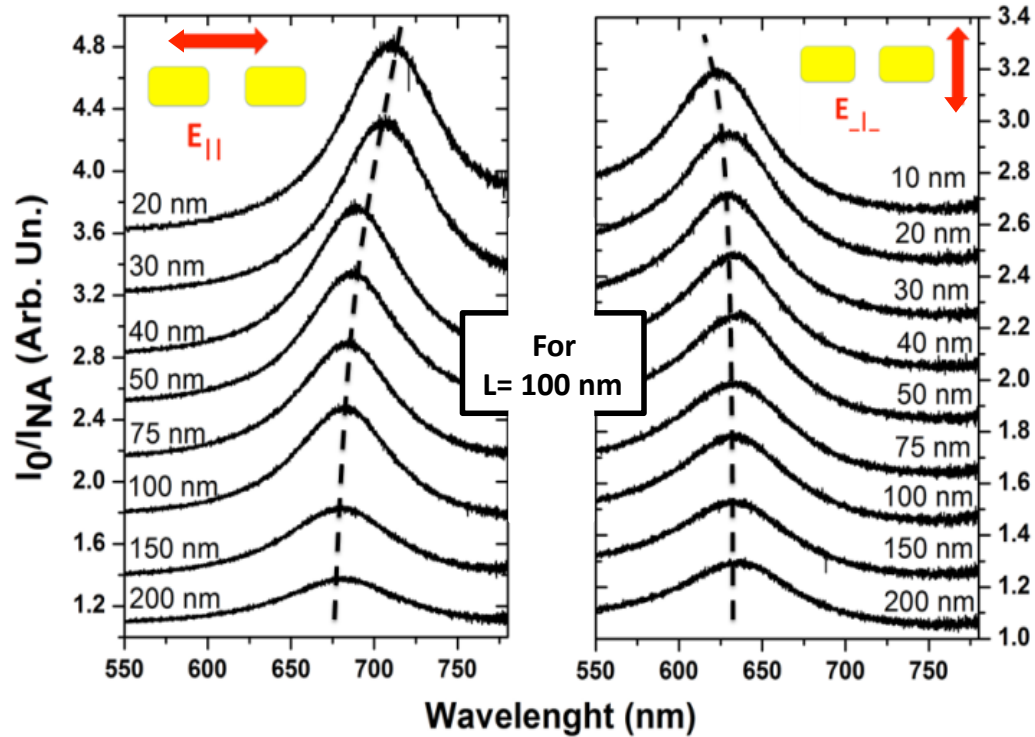 I0/INA (Arb. Un.)
4.8
4.4
4.0
3.6
3.2
2.8
2.4
2.0
1.6
1.2
E||
20 nm
30 nm
40 nm
50 nm
75 nm
100 nm
150 nm
200 nm
550 600 650 700 750
For
L= 100 nm
E_|_
10 nm
20 nm
30 nm
40 nm
50 nm
75 nm
100 nm
150 nm
200 nm
3.4
3.2
3.0
2.8
2.6
2.4
2.2
2.0
1.8
1.6
1.4
1.2
1.0
550 600 650 700 750
Wavelenght (nm)